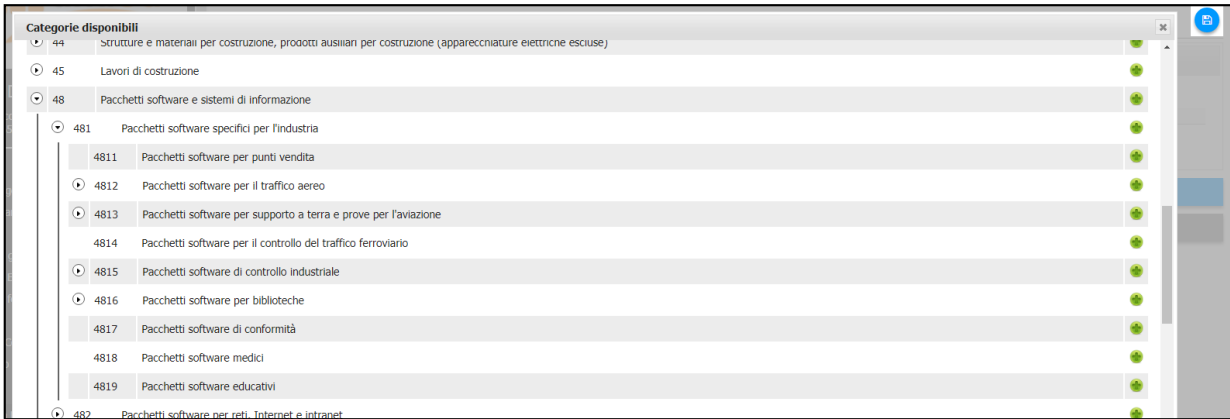 Categorie disponibili
44 Strutture e materiali per costruzione, prodotti ausiliari per costruzione (apparecchiature elettriche escluse)
45 Lavori di costruzione
48 Pacchetti software e sistemi di informazione
481 Pacchetti software specifici per l'industria
4811 Pacchetti software per punti vendita
4812 Pacchetti software per il traffico aereo
4813 Pacchetti software per supporto a terra e prove per l'aviazione
4814 Pacchetti software per il controllo del traffico ferroviario
4815 Pacchetti software di controllo industriale
4816 Pacchetti software per biblioteche
4817 Pacchetti software di conformità
4818 Pacchetti software medici
4819 Pacchetti software educativi
482 Pacchetti software per reti, Internet e intranet